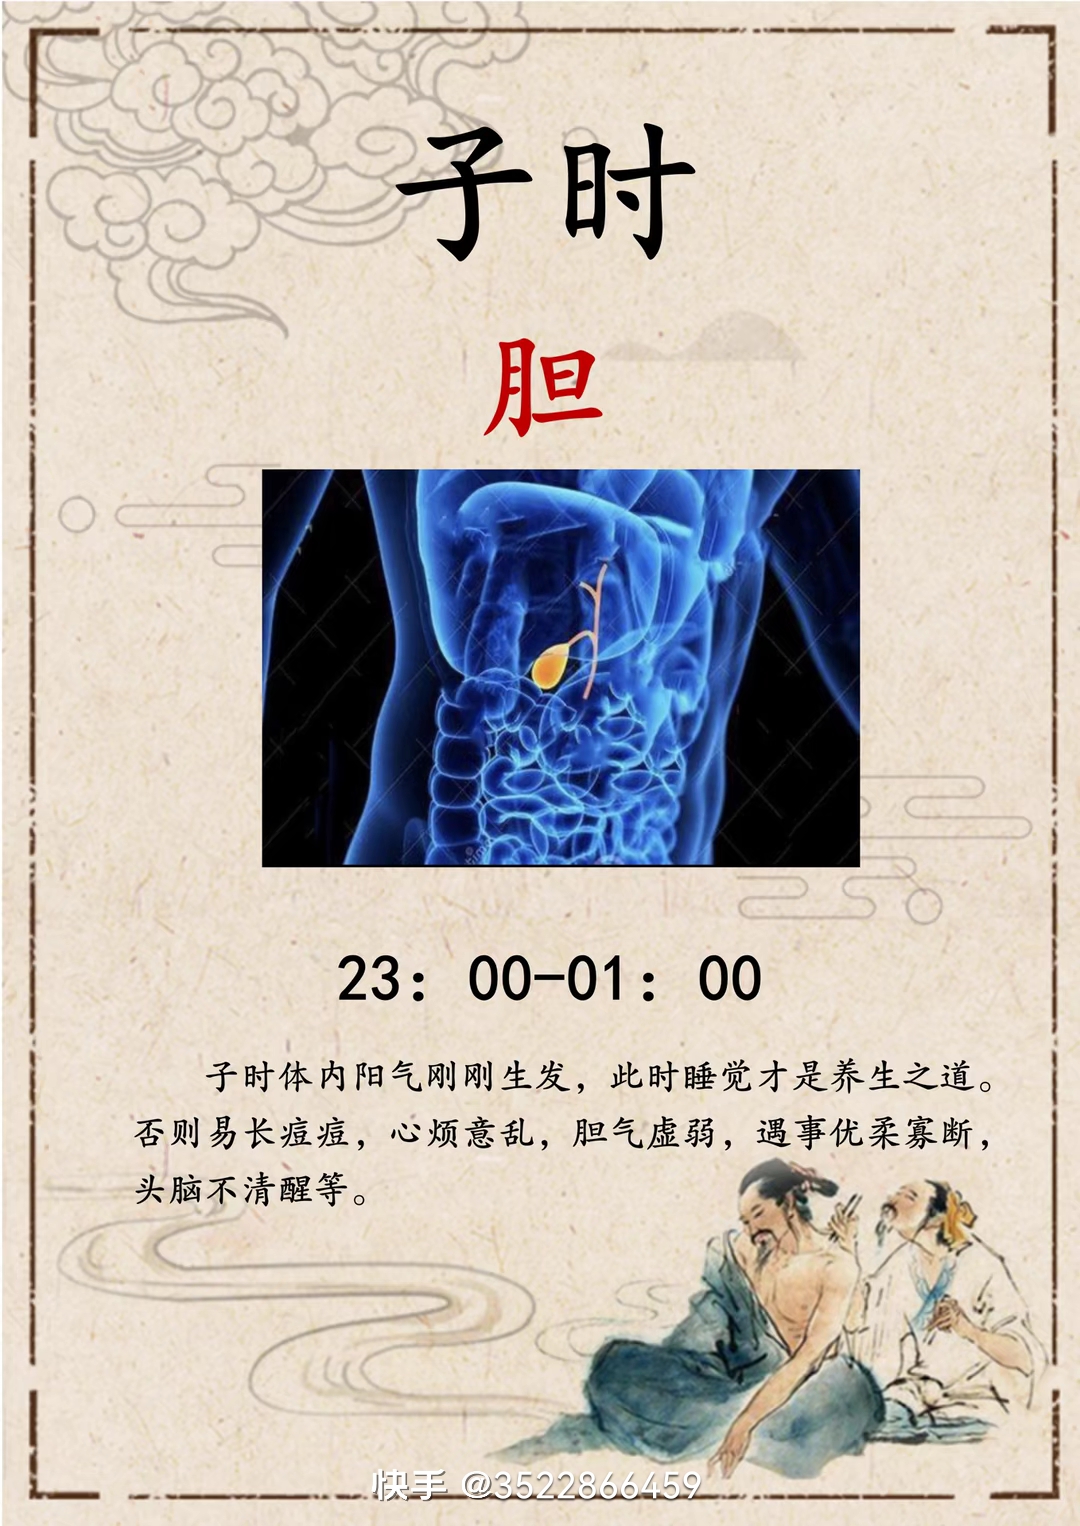 子时
胆
23：00-01：00
子时体内阳气刚刚生发，此时睡觉才是养生之道。
否则易长痘痘，心烦意乱，胆气虚弱，遇事优柔寡断，
头脑不清醒等。
快手 @3522866459